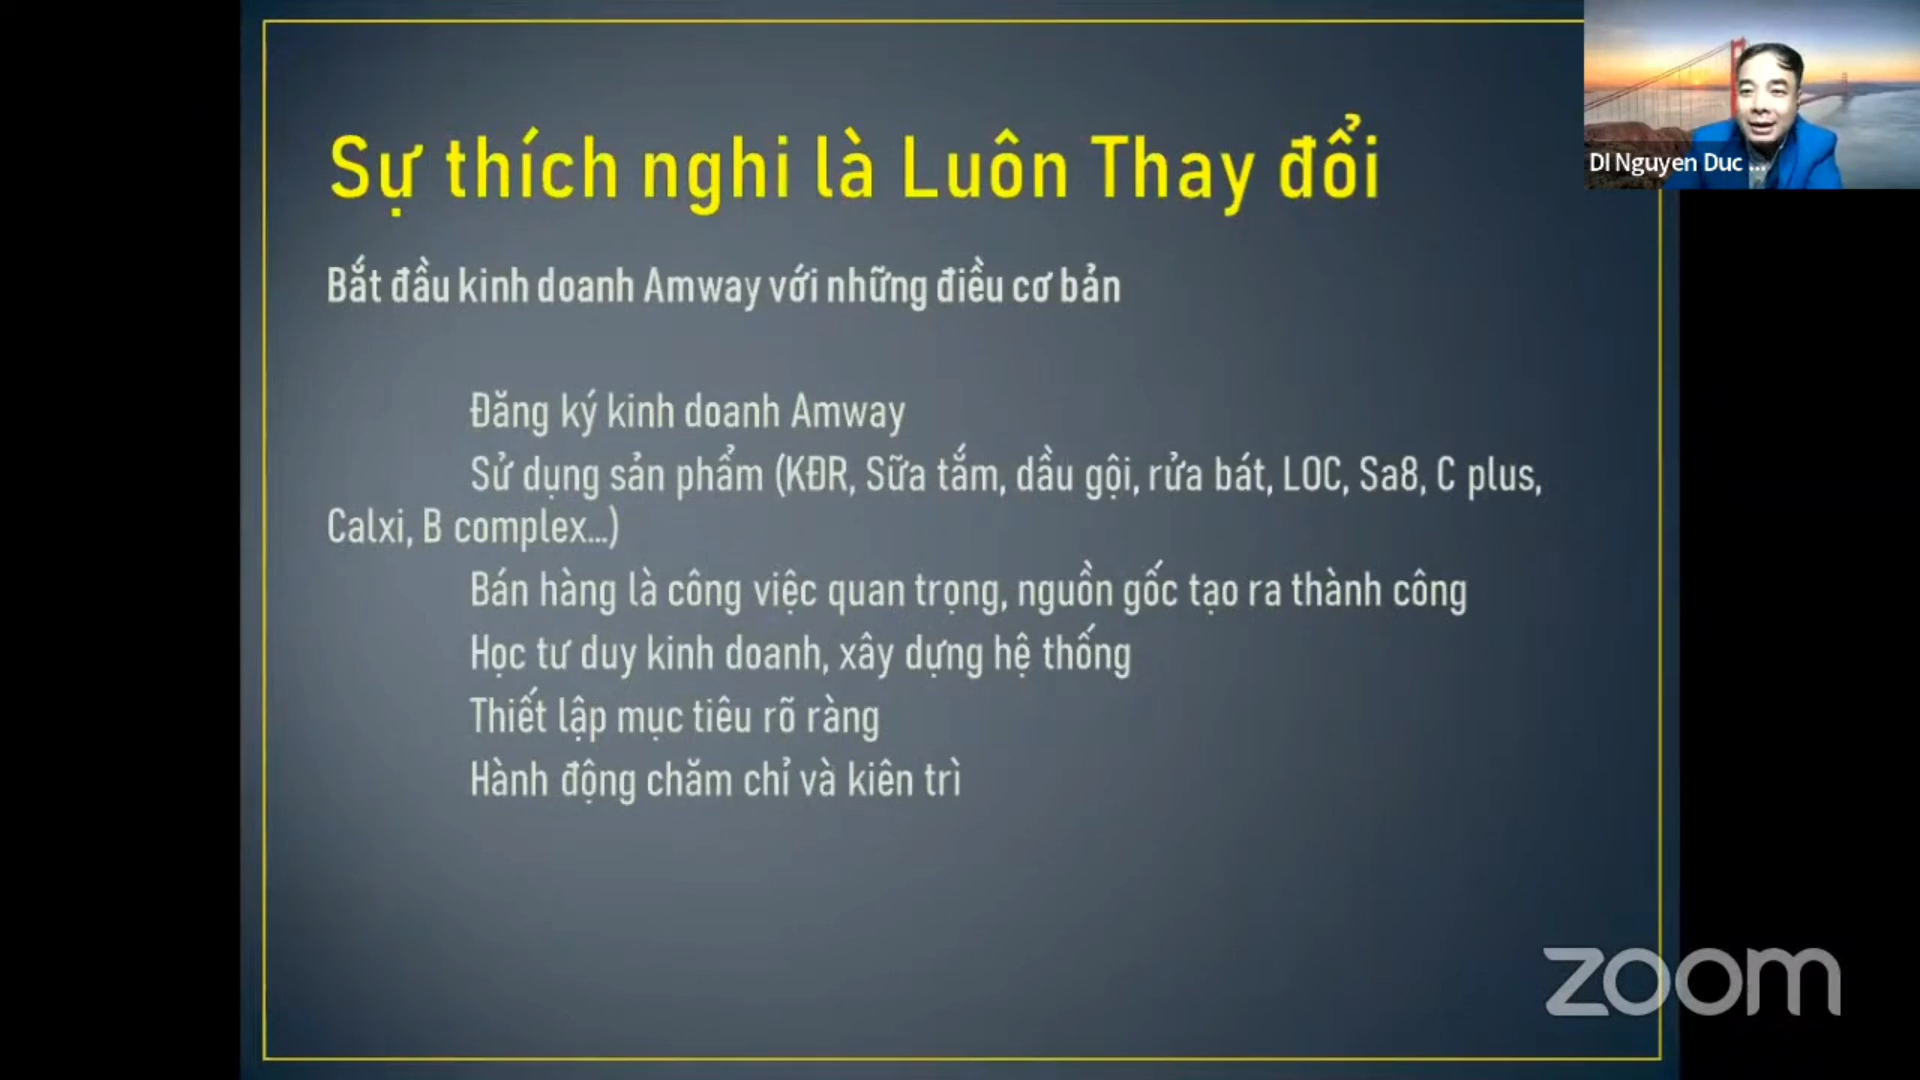 Sự thích nghi là Luôn Thay đổi
DI Nguyen Duc ...
Bắt đầu kinh doanh Amway với những điều cơ bản
Đăng ký kinh doanh Amway
Sử dụng sản phẩm (KĐR, Sữa tắm, dầu gội, rửa bát, LOC, Sa8, C plus,
Calxi, B complex...)
Bán hàng là công việc quan trọng, nguồn gốc tạo ra thành công
Học tư duy kinh doanh, xây dựng hệ thống
Thiết lập mục tiêu rõ ràng
Hành động chăm chỉ và kiên trì
zoom